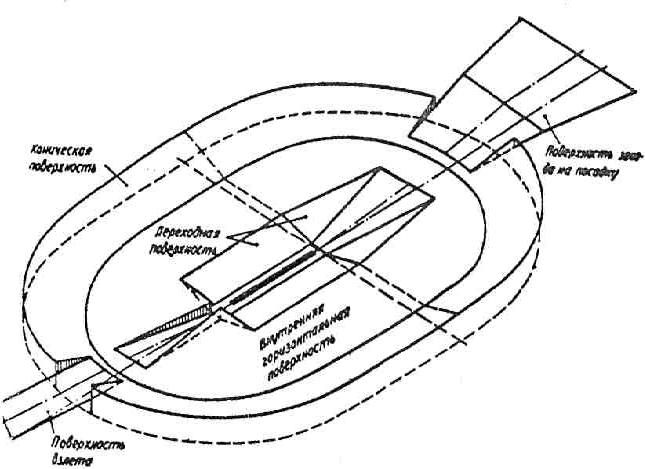 Коническая
поверхность
Поверхность захо-
да на посадку
Переходная
поверхность
Внутренняя
горизонтальная
поверхность
Поверхность
взлета